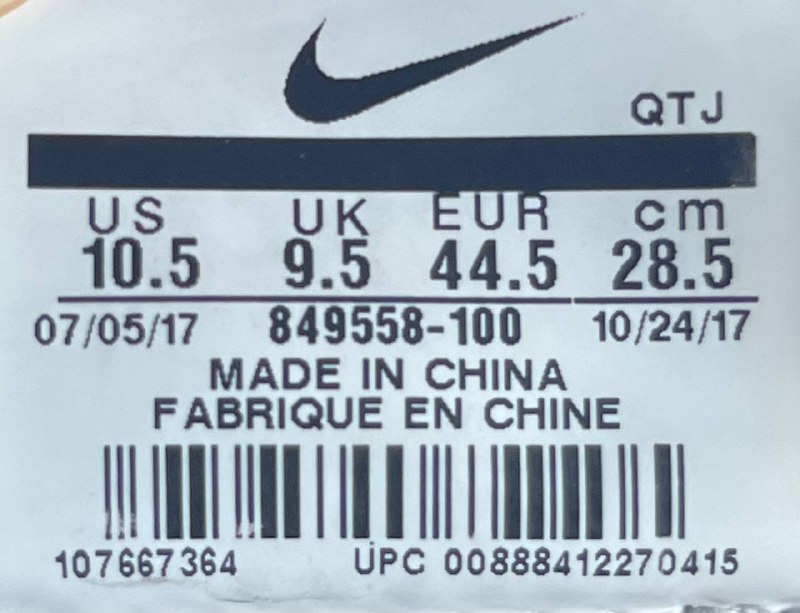 QTJ
US UK EUR cm
10.5 9.5 44.5 28.5
07/05/17 849558-100 10/24/17
MADE IN CHINA
FABRIQUE EN CHINE
107667364 UPC 00888412270415